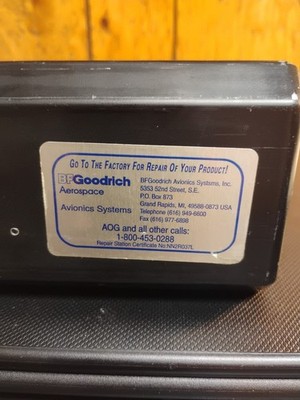 GO TO THE FACTORY FOR REPAIR OF YOUR PRODUCT!
BFGoodrich
Aerospace
Avionics Systems
BFGoodrich Avionics Systems, Inc.
5353 52nd Street, S.E.
P.O. Box 873
Grand Rapids, MI, 49588-0873 USA
Telephone (616) 949-6600
Fax (616) 977-6898
AOG and all other calls:
1-800-453-0288
Repair Station Certificate No:NN2R037L